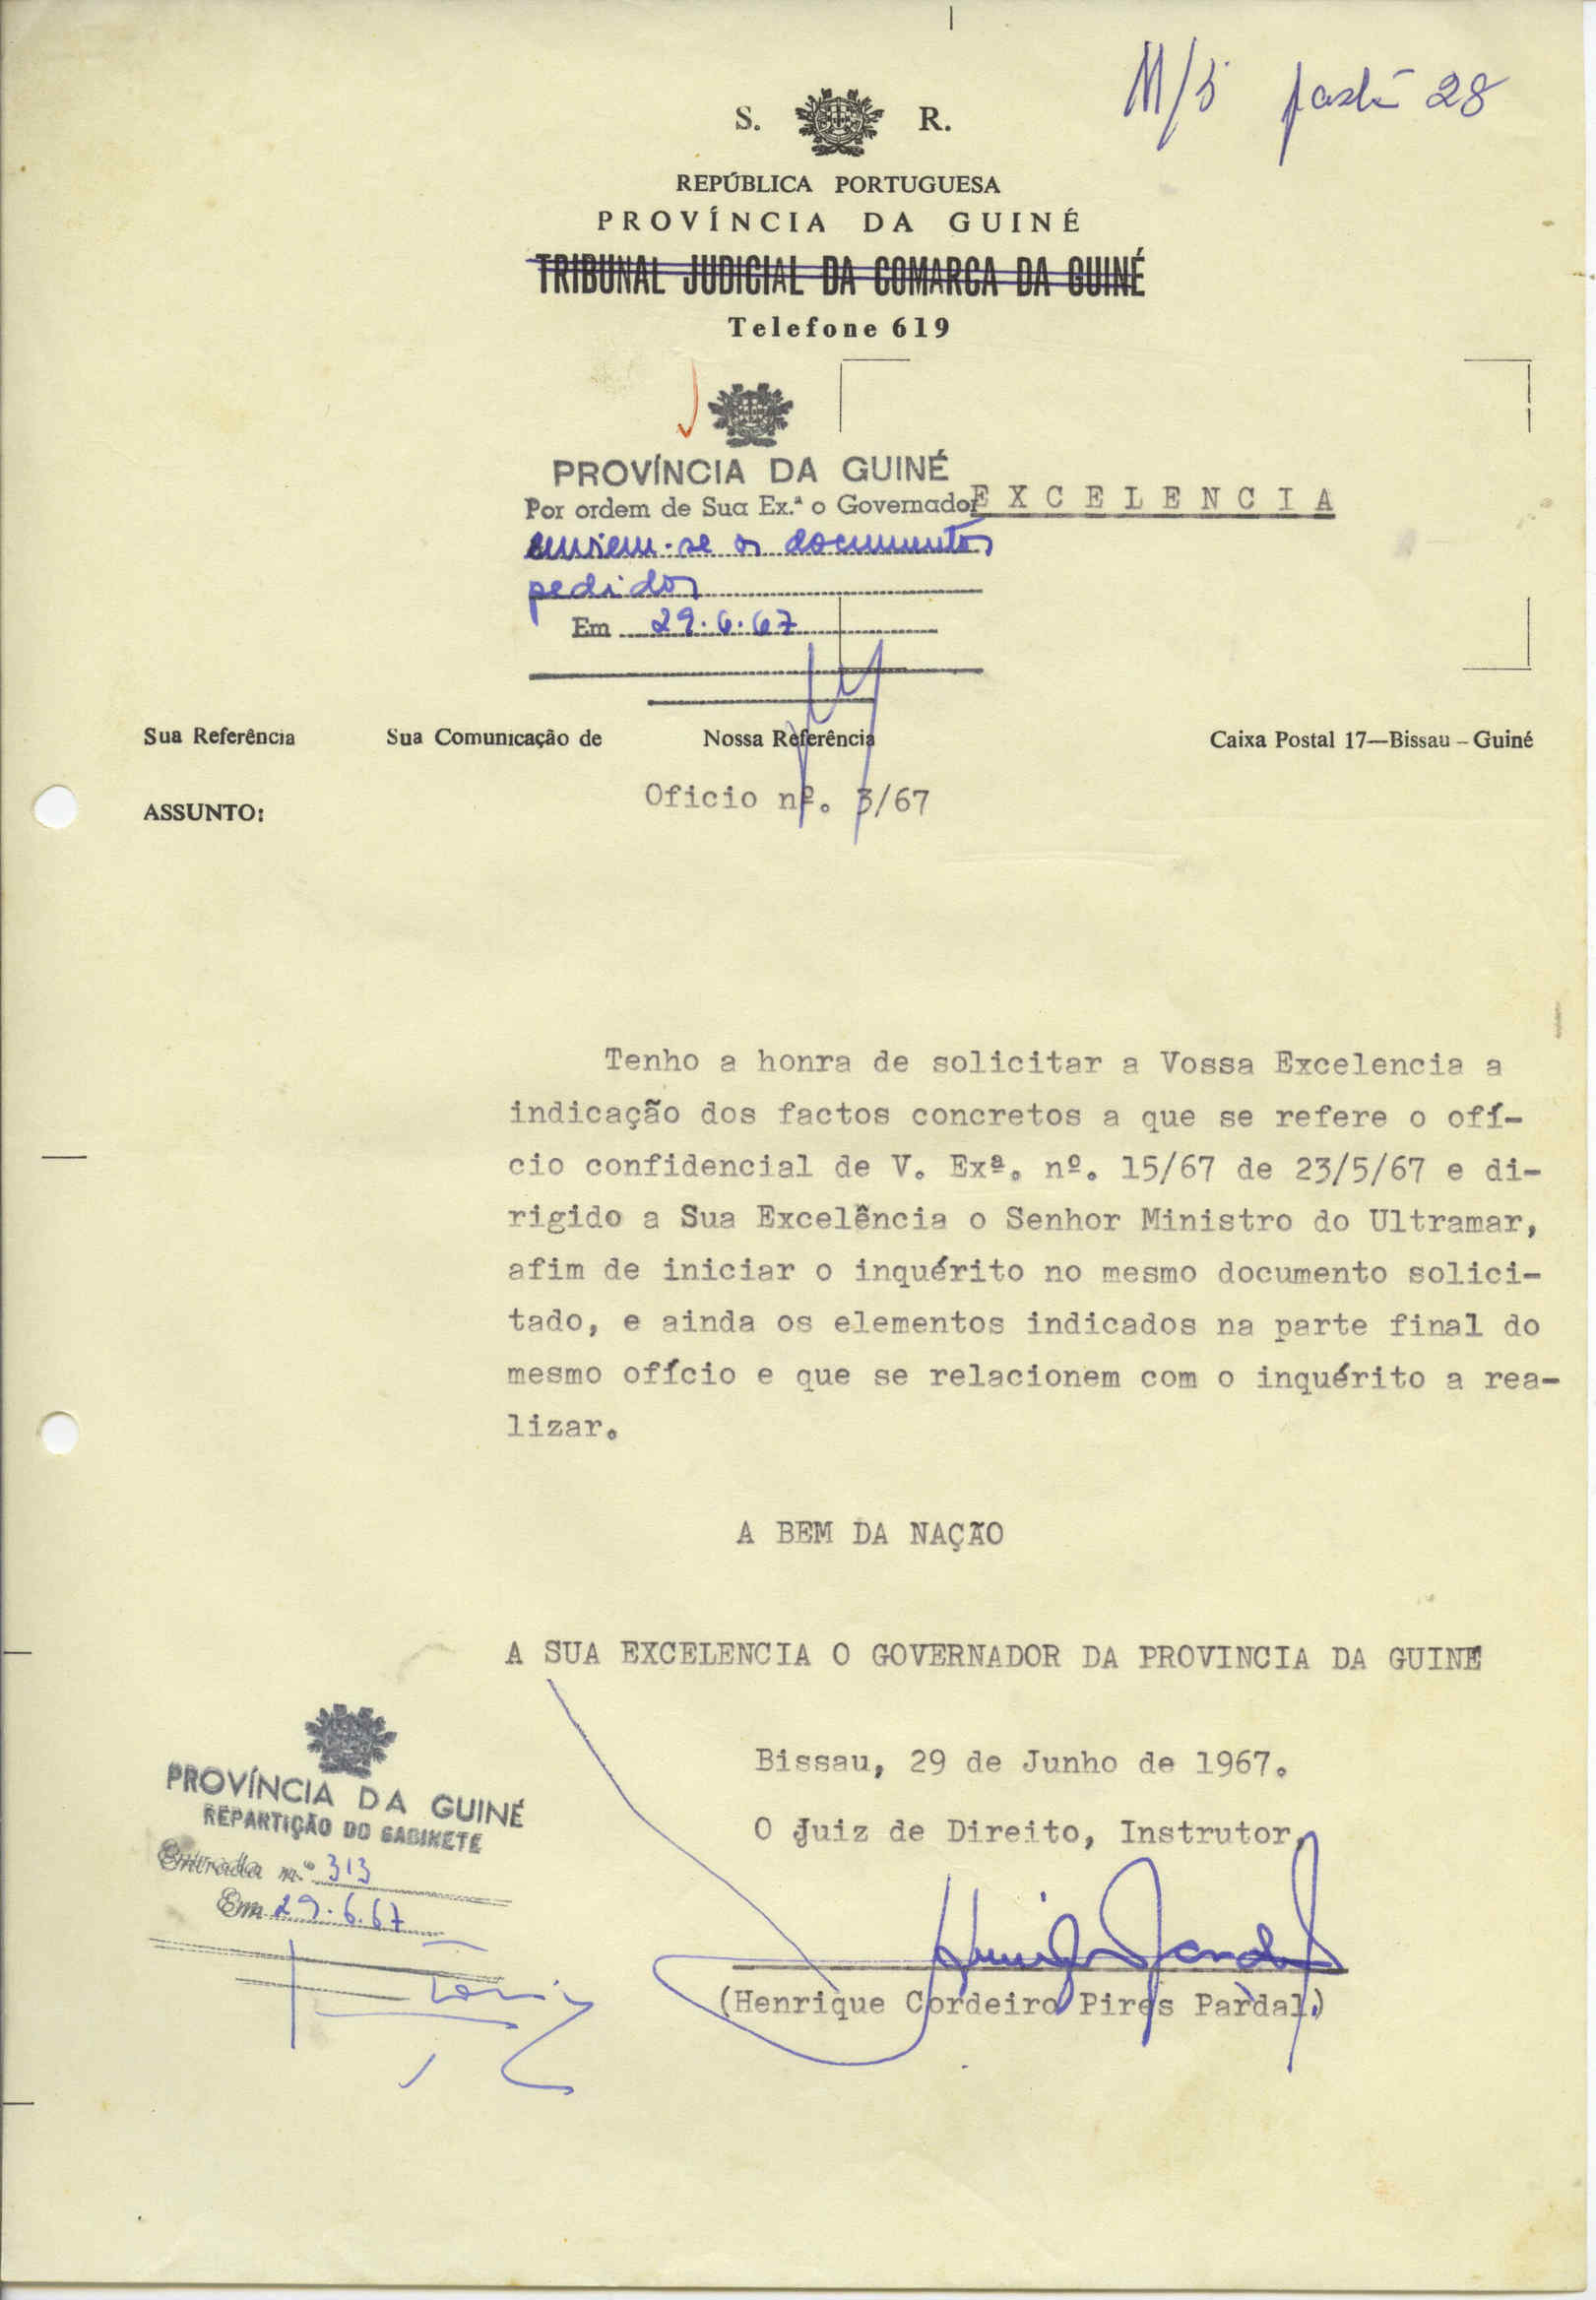 M/5 pasta 28
S. R.
REPÚBLICA PORTUGUESA
PROVÍNCIA DA GUINÉ
TRIBUNAL JUDICIAL DA COMARCA DA GUINÉ
Telefone 619
PROVÍNCIA DA GUINÉ
Por ordem de Sua Ex.ª o Governador
EXCELENCIA
enviem-se os documentos
pedidos
Em 29.6.67
Sua Referência Sua Comunicação de Nossa Referência Caixa Postal 17—Bissau – Guiné
Oficio nº. 3/67
ASSUNTO:
Tenho a honra de solicitar a Vossa Excelencia a
indicação dos factos concretos a que se refere o ofí-
cio confidencial de V. Exª. nº. 15/67 de 23/5/67 e di-
rigido a Sua Excelência o Senhor Ministro do Ultramar,
afim de iniciar o inquérito no mesmo documento solici-
tado, e ainda os elementos indicados na parte final do
mesmo ofício e que se relacionem com o inquérito a rea-
lizar.
A BEM DA NAÇÃO
A SUA EXCELENCIA O GOVERNADOR DA PROVINCIA DA GUINÉ
Bissau, 29 de Junho de 1967.
O Juiz de Direito, Instrutor,
(Henrique Cordeiro Pires Pardal)
PROVÍNCIA DA GUINÉ
REPARTIÇÃO DO GABINETE
Entrada n.º 313
Em 29.6.67